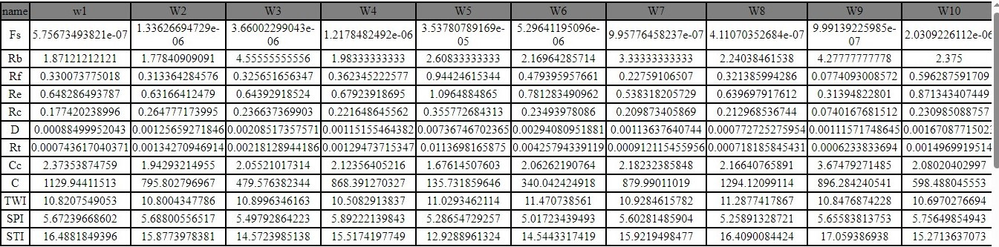 name w1 W2 W3 W4 W5 W6 W7 W8 W9 W10
Fs 5.75673493821e-07 1.33626694729e-06 3.66002299043e-06 1.2178482492e-06 3.53780789169e-05 5.29641195096e-06 9.95776458237e-07 4.11070352684e-07 9.99139225985e-07 2.0309226112e-06
Rb 1.87121212121 1.77840909091 4.55555555556 1.98333333333 2.60833333333 2.16964285714 3.33333333333 2.24038461538 4.27777777778 2.375
Rf 0.330073775018 0.313364284576 0.325651656347 0.362345222577 0.94424615344 0.479395957661 0.22759106507 0.321385994286 0.0774093008572 0.596287591709
Re 0.648286493787 0.63166412479 0.64392918524 0.67923918695 1.0964884865 0.781283490962 0.538318205729 0.639697917612 0.31394822801 0.871343407449
Rc 0.177420238996 0.264777173995 0.236637369903 0.221648645562 0.355772684313 0.23493978086 0.209873405869 0.212968536744 0.0740167681512 0.230985088757
D 0.00088499952043 0.00125659271846 0.00208517357571 0.00115155464382 0.00736746702365 0.00294080951881 0.00113637640744 0.000772725275954 0.00111571748645 0.0016708771502
Rt 0.000743617040371 0.00134270946914 0.00218128944186 0.00129473715347 0.0113698165875 0.00425794339119 0.000912115455956 0.000718185845431 0.0006233833694 0.0014969919514
Cc 2.37353874759 1.94293214955 2.05521017314 2.12356405216 1.67614507603 2.06262190764 2.18232385848 2.16640765891 3.67479271485 2.08020402997
C 1129.94411513 795.802796967 479.576382344 868.391270327 135.731859646 340.042424918 879.99011019 1294.12099114 896.284240541 598.488045553
TWI 10.8207549053 10.8004347786 10.8996346163 10.5082913837 11.0293462114 11.470738561 10.9284615782 11.2877417867 10.8476874228 10.6970276694
SPI 5.67239668602 5.68800556517 5.49792864223 5.89222139843 5.28654729257 5.01723439493 5.60281485904 5.25891328721 5.65583813753 5.75649854943
STI 16.4881849396 15.8773978381 14.5723985138 15.5174197749 12.9288961324 14.5443317419 15.9219498477 16.4090084424 17.059386938 15.2713637073